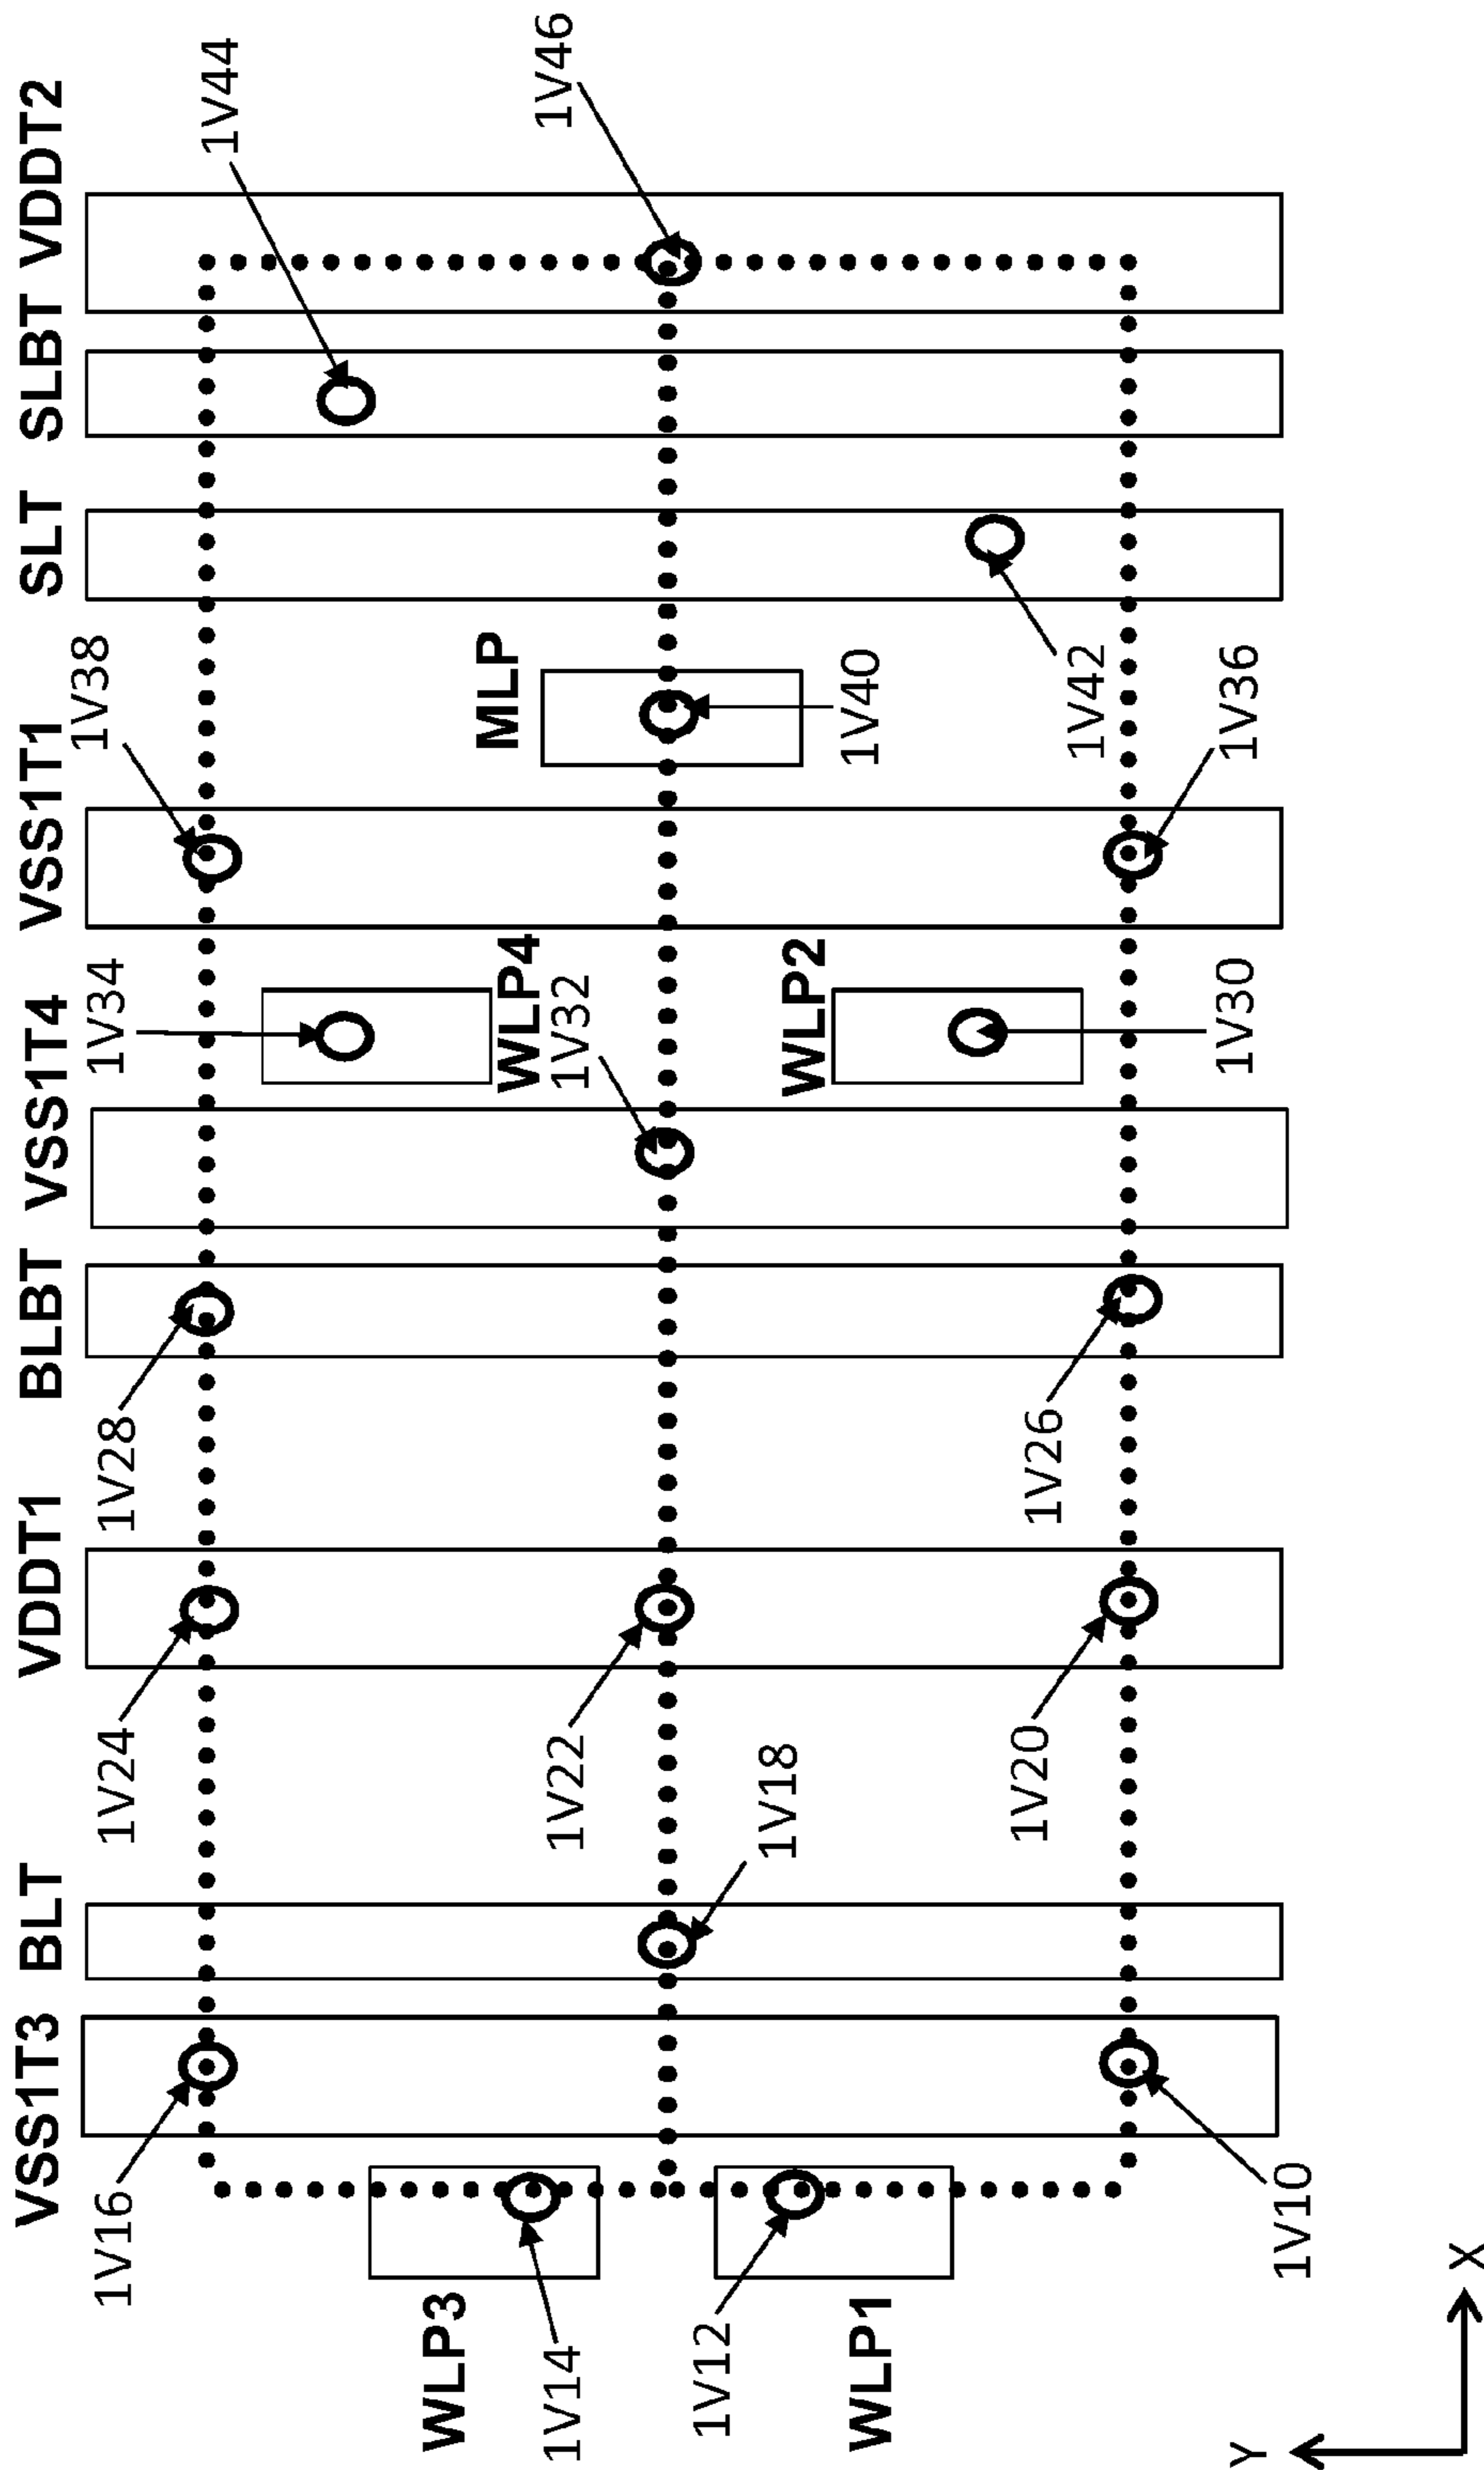 VSS1T3
BLT
VDDT1
BLBT
VSS1T4
VSS1T1
SLT
SLBT
VDDT2
1V16
1V24
1V28
1V34
1V38
1V44
WLP3
WLP4
MLP
1V14
1V22
1V32
1V46
1V12
1V18
WLP2
1V40
WLP1
1V20
1V26
1V42
1V10
1V30
1V36
Y
X